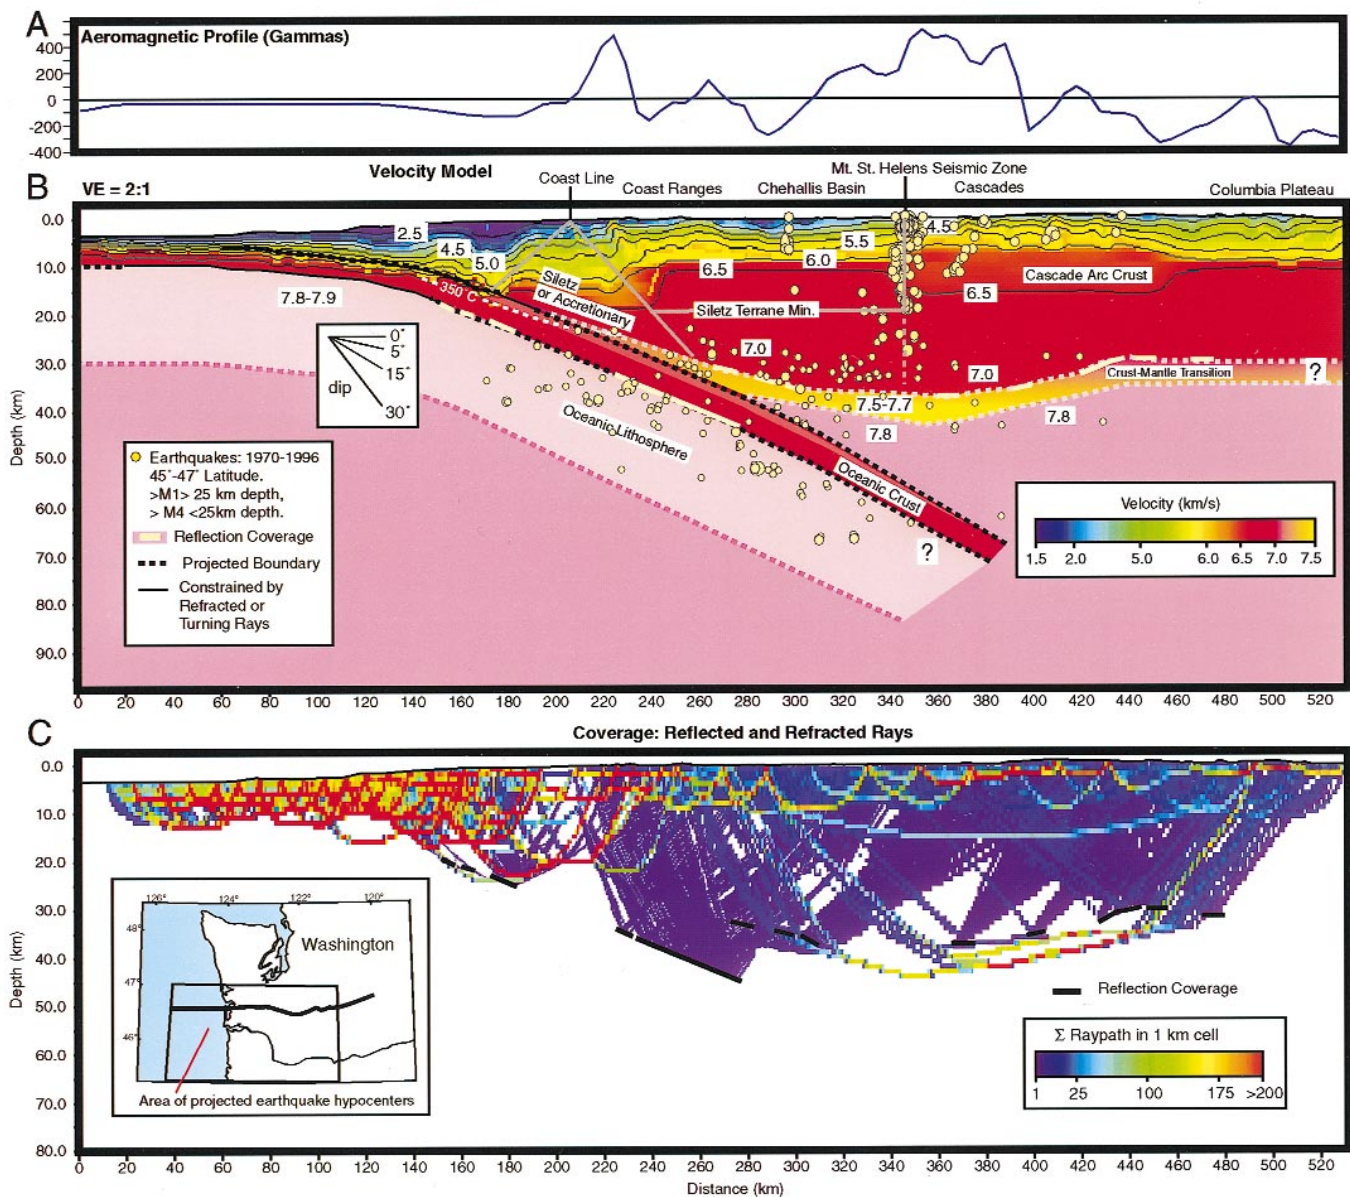 A
Aeromagnetic Profile (Gammas)
400
200
0
-200
-400
B
VE = 2:1
Velocity Model
Coast Line
Coast Ranges
Chehallis Basin
Mt. St. Helens Seismic Zone
Cascades
Columbia Plateau
0.0
10.0
20.0
30.0
40.0
50.0
60.0
70.0
80.0
90.0
Depth (km)
2.5
4.5
5.0
5.5
4.5
6.0
6.5
6.5
Cascade Arc Crust
7.8-7.9
350˚C
Siletz
or Accretionary
Siletz Terrane Min.
7.0
7.0
Crust-Mantle Transition
?
7.5-7.7
7.8
7.8
0˚
5˚
15˚
30˚
dip
Oceanic Lithosphere
Oceanic Crust
?
Earthquakes: 1970-1996
45˚-47˚ Latitude.
>M1> 25 km depth,
> M4 <25km depth.
Reflection Coverage
Projected Boundary
Constrained by
Refracted or
Turning Rays
Velocity (km/s)
1.5 2.0 5.0 6.0 6.5 7.0 7.5
0 20 40 60 80 100 120 140 160 180 200 220 240 260 280 300 320 340 360 380 400 420 440 460 480 500 520
C
Coverage: Reflected and Refracted Rays
0.0
10.0
20.0
30.0
40.0
50.0
60.0
70.0
80.0
Depth (km)
126˚ 124˚ 122˚ 120˚
48˚
47˚
46˚
Washington
Area of projected earthquake hypocenters
Reflection Coverage
Σ Raypath in 1 km cell
1 25 100 175 >200
0 20 40 60 80 100 120 140 160 180 200 220 240 260 280 300 320 340 360 380 400 420 440 460 480 500 520
Distance (km)